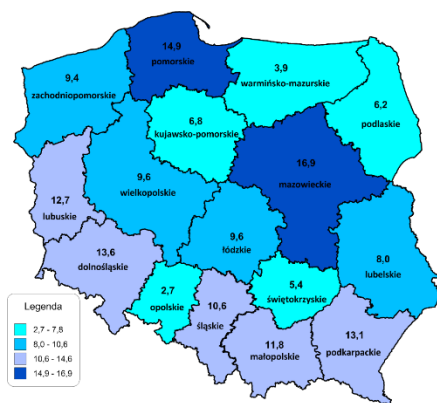 14,9
pomorskie
3,9
warmińsko-mazurskie
9,4
zachodniopomorskie
6,2
podlaskie
6,8
kujawsko-pomorskie
16,9
mazowieckie
9,6
wielkopolskie
12,7
lubuskie
9,6
łódzkie
13,6
dolnośląskie
8,0
lubelskie
2,7
opolskie
10,6
śląskie
5,4
świętokrzyskie
11,8
małopolskie
13,1
podkarpackie
Legenda
2,7 - 7,8
8,0 - 10,6
10,6 - 14,6
14,9 - 16,9